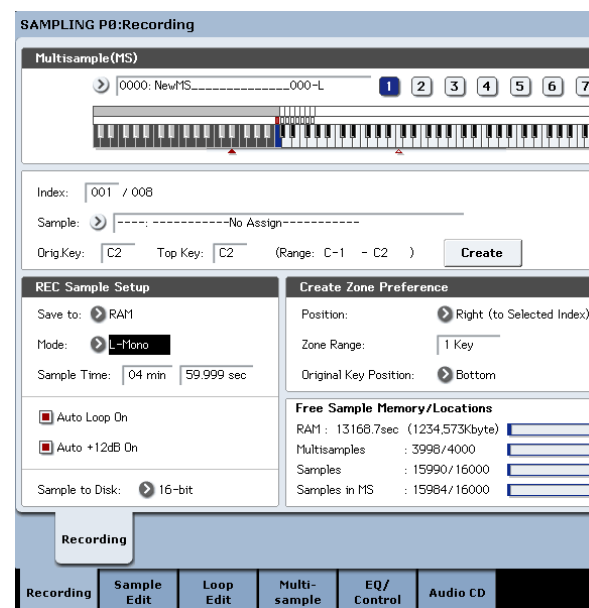 SAMPLING P0:Recording
Multisample(MS)
0000: NewMS______________000-L
1 2 3 4 5 6 7
Index: 001 / 008
Sample: ----: ------------No Assign-----------
Orig.Key: C2 Top Key: C2 (Range: C-1 - C2 ) Create
REC Sample Setup
Save to: RAM
Mode: L-Mono
Sample Time: 04 min 59.999 sec
Auto Loop On
Auto +12dB On
Sample to Disk: 16-bit
Create Zone Preference
Position: Right (to Selected Index)
Zone Range: 1 Key
Original Key Position: Bottom
Free Sample Memory/Locations
RAM : 13168.7sec (1234,573Kbyte)
Multisamples : 3998/4000
Samples : 15990/16000
Samples in MS : 15984/16000
Recording
Recording Sample Edit Loop Edit Multi-sample EQ/Control Audio CD